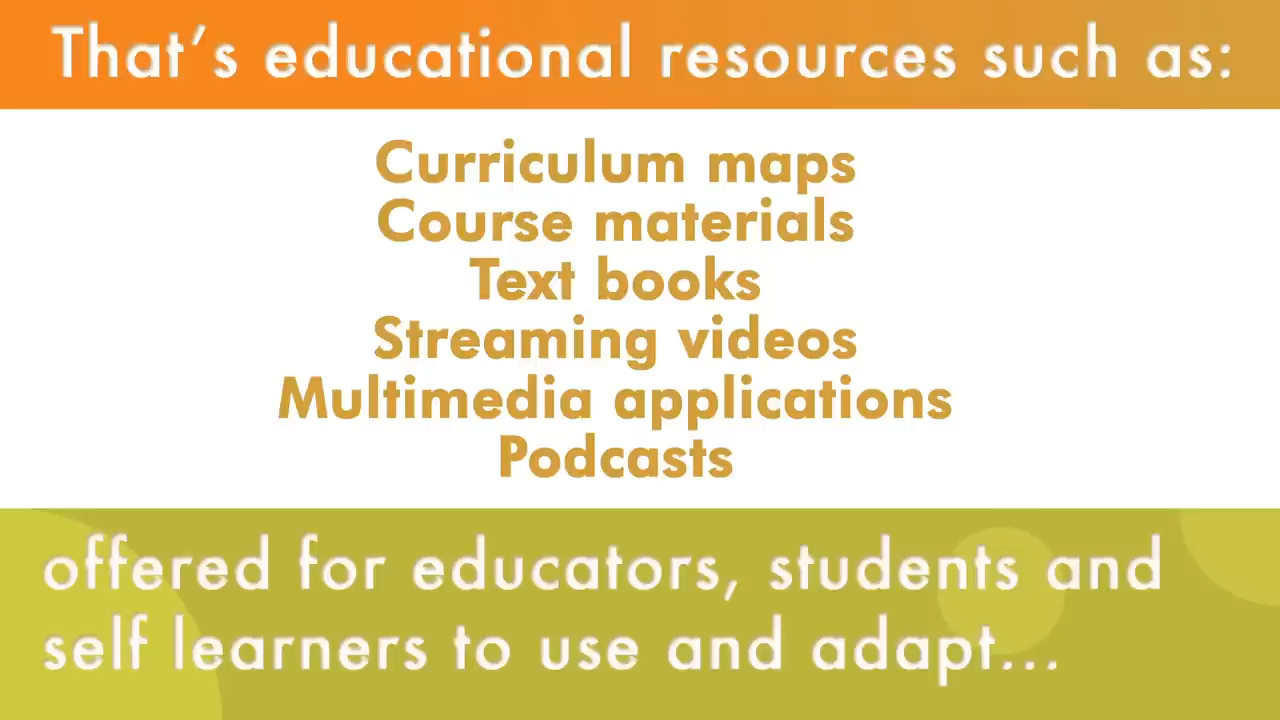 That’s educational resources such as:
Curriculum maps
Course materials
Text books
Streaming videos
Multimedia applications
Podcasts
offered for educators, students and
self learners to use and adapt...